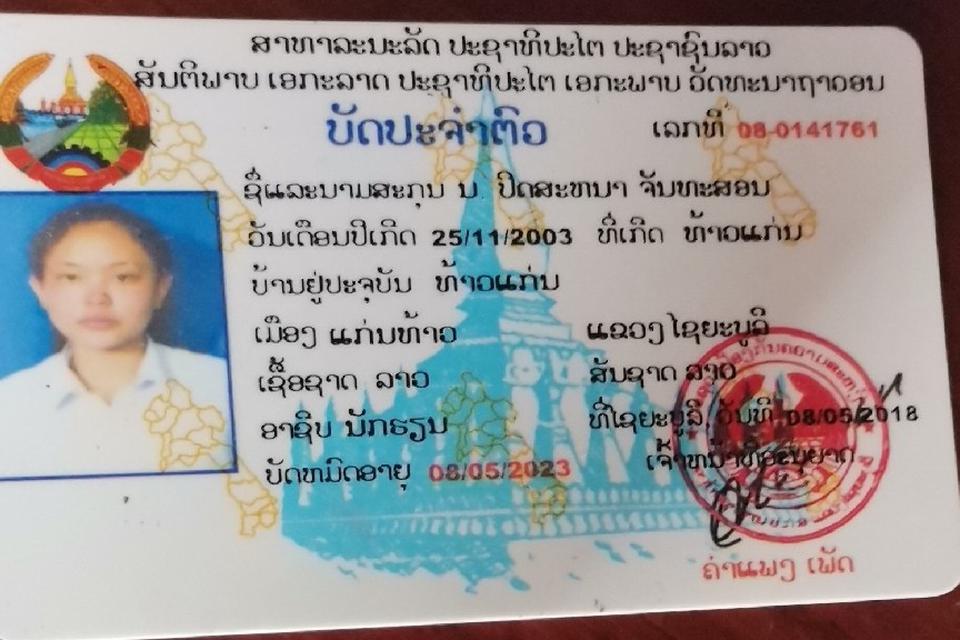 ສາທາລະນະລັດ ປະຊາທິປະໄຕ ປະຊາຊົນລາວ
ສັນຕິພາບ ເອກະລາດ ປະຊາທິປະໄຕ ເອກະພາບ ວັດທະນາຖາວອນ
ບັດປະຈຳຕົວ ເລກທີ 08-0141761
ຊື່ແລະນາມສະກຸນ ນ. ປິດສະຫນາ ຈັນທະສອນ
ວັນເດືອນປີເກີດ 25/11/2003 ທີ່ເກີດ ທ້າວແກ່ນ
ບ້ານຢູ່ປະຈຸບັນ ທ້າວແກ່ນ
ເມືອງ ແກ່ນທ້າວ ແຂວງ ໄຊຍະບູລີ
ເຊື້ອຊາດ ລາວ ສັນຊາດ ລາວ
ອາຊີບ ນັກຮຽນ ທີ່ໄຊຍະບູລີ ວັນທີ 08/05/2018
ບັດຫມົດອາຍຸ 08/05/2023 ເຈົ້າຫນ້າທີ່ອະນຸຍາດ
ຄຳແພງ ເພັດ